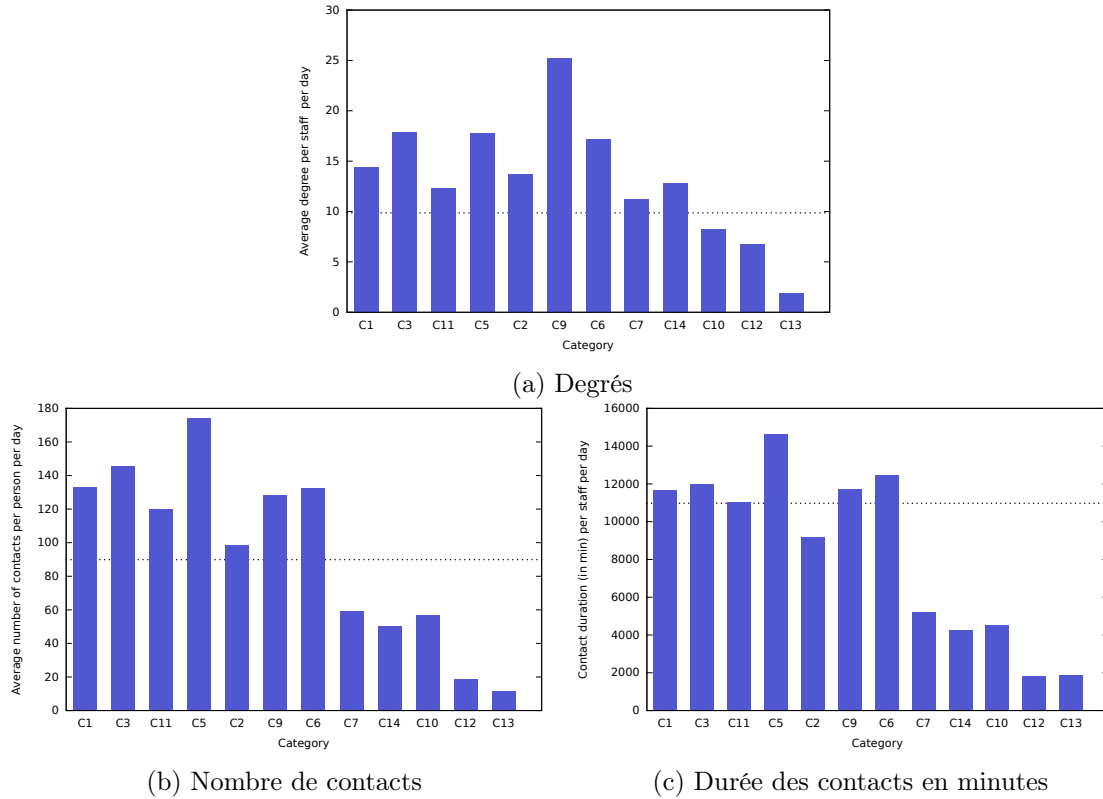 30
25
20
15
10
5
0
Average degree per staff  per day
C1 C3 C11 C5 C2 C9 C6 C7 C14 C10 C12 C13
Category
(a) Degrés
180
160
140
120
100
80
60
40
20
0
Average number of contacts per person per day
C1 C3 C11 C5 C2 C9 C6 C7 C14 C10 C12 C13
Category
(b) Nombre de contacts
16000
14000
12000
10000
8000
6000
4000
2000
0
Contact duration (in min) per staff per day
C1 C3 C11 C5 C2 C9 C6 C7 C14 C10 C12 C13
Category
(c) Durée des contacts en minutes